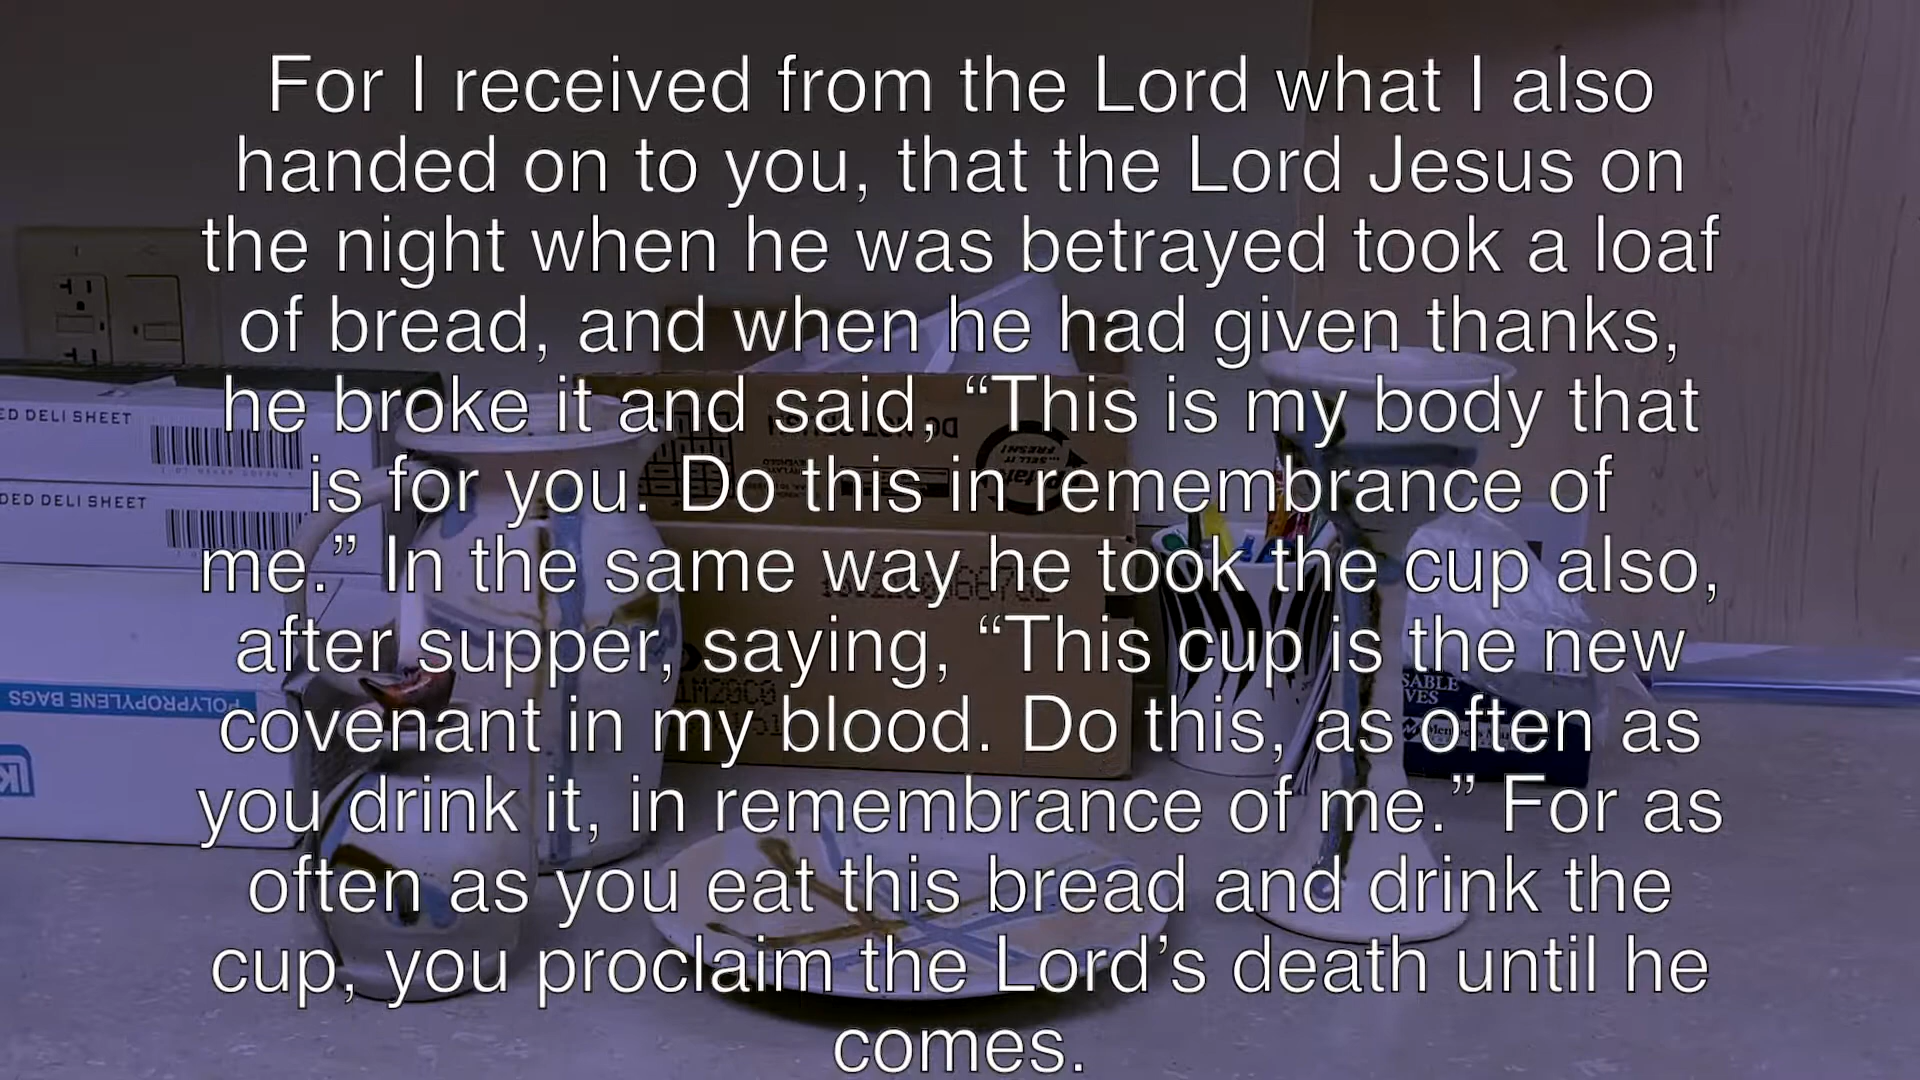 For I received from the Lord what I also
handed on to you, that the Lord Jesus on
the night when he was betrayed took a loaf
of bread, and when he had given thanks,
he broke it and said, “This is my body that
is for you. Do this in remembrance of
me.” In the same way he took the cup also,
after supper, saying, “This cup is the new
covenant in my blood. Do this, as often as
you drink it, in remembrance of me.” For as
often as you eat this bread and drink the
cup, you proclaim the Lord’s death until he
comes.
ED DELI SHEET
DED DELI SHEET
POLYPROPYLENE BAGS
SABLE
VES